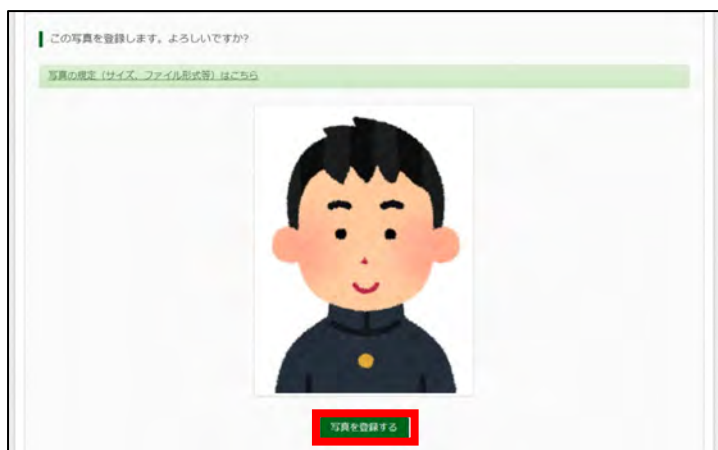 この写真を登録します。よろしいですか?
写真の規定（サイズ、ファイル形式等）はこちら
写真を登録する